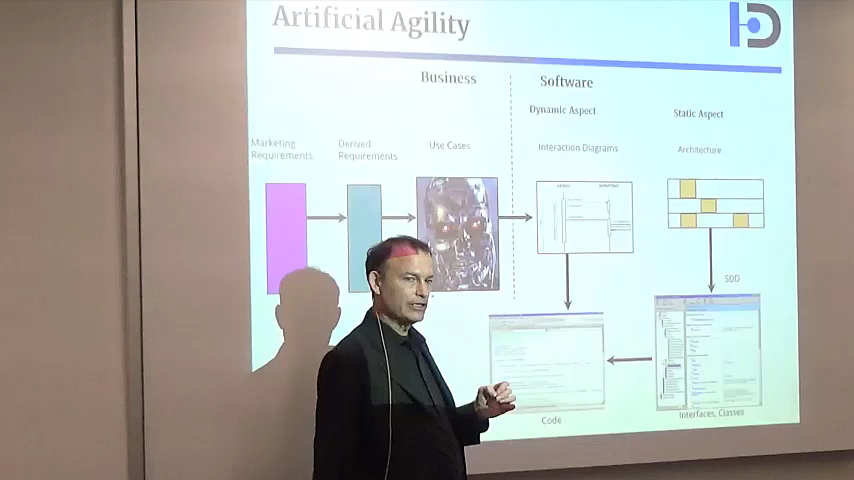 Artificial Agility
Business
Software
Dynamic Aspect
Static Aspect
Marketing
Requirements
Derived
Requirements
Use Cases
Interaction Diagrams
Architecture
SDD
Code
Interfaces, Classes